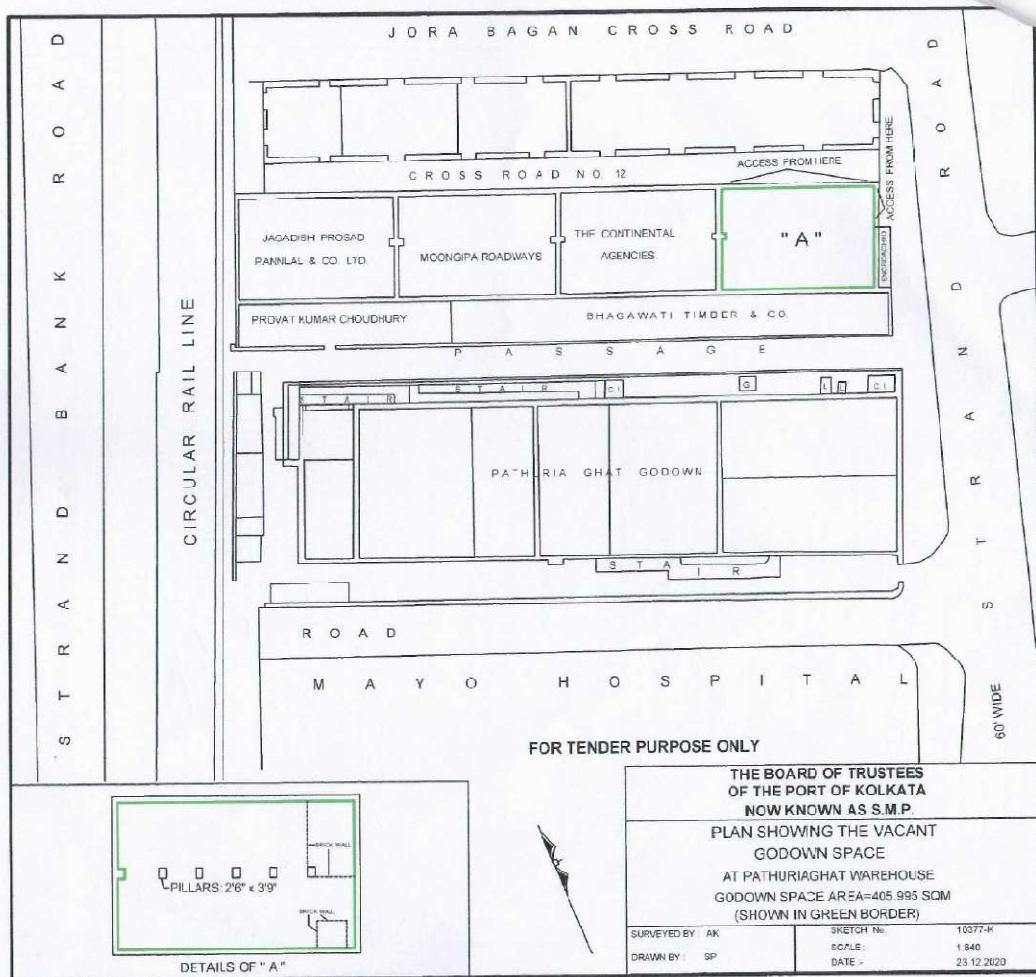 JORA BAGAN CROSS ROAD
STRAND BANK ROAD
CIRCULAR RAIL LINE
STRAND ROAD
ACCESS FROM HERE
ACCESS FROM HERE
CROSS ROAD NO. 12
JAGADISH PROSAD
PANNLAL & CO. LTD.
MOONGIPA ROADWAYS
THE CONTINENTAL
AGENCIES
"A"
ENCROACHED
PROVAT KUMAR CHOUDHURY
BHAGAWATI TIMBER & CO.
PASSAGE
STAIR
STAIR
C.I
G
L
L
C.I
PATHURIA GHAT GODOWN
STAIR
ROAD
MAYO HOSPITAL
60' WIDE
FOR TENDER PURPOSE ONLY
BRICK WALL
PILLARS: 2'6" x 3'9"
BRICK WALL
DETAILS OF "A"
THE BOARD OF TRUSTEES
OF THE PORT OF KOLKATA
NOW KNOWN AS S.M.P.
PLAN SHOWING THE VACANT
GODOWN SPACE
AT PATHURIAGHAT WAREHOUSE
GODOWN SPACE AREA=405.995 SQM
(SHOWN IN GREEN BORDER)
SURVEYED BY : AK
DRAWN BY : SP
SKETCH No. 10377-K
SCALE : 1:840
DATE :- 23.12.2020